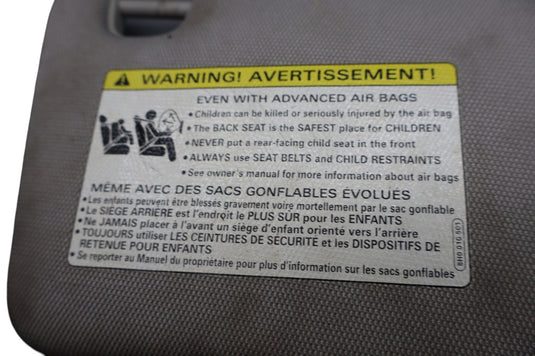 WARNING! AVERTISSEMENT!
EVEN WITH ADVANCED AIR BAGS
• Children can be killed or seriously injured by the air bag
• The BACK SEAT is the SAFEST place for CHILDREN
• NEVER put a rear-facing child seat in the front
• ALWAYS use SEAT BELTS and CHILD RESTRAINTS
• See owner's manual for more information about air bags
MÊME AVEC DES SACS GONFLABLES ÉVOLUÉS
• Les enfants peuvent être blessés gravement voire mortellement par le sac gonflable
• Le SIÈGE ARRIÈRE est l'endroit le PLUS SÛR pour les ENFANTS
• Ne JAMAIS placer à l'avant un siège d'enfant orienté vers l'arrière
• TOUJOURS utiliser LES CEINTURES DE SÉCURITÉ et les DISPOSITIFS DE
RETENUE POUR ENFANTS
• Se reporter au Manuel du propriétaire pour plus d'information sur les sacs gonflables